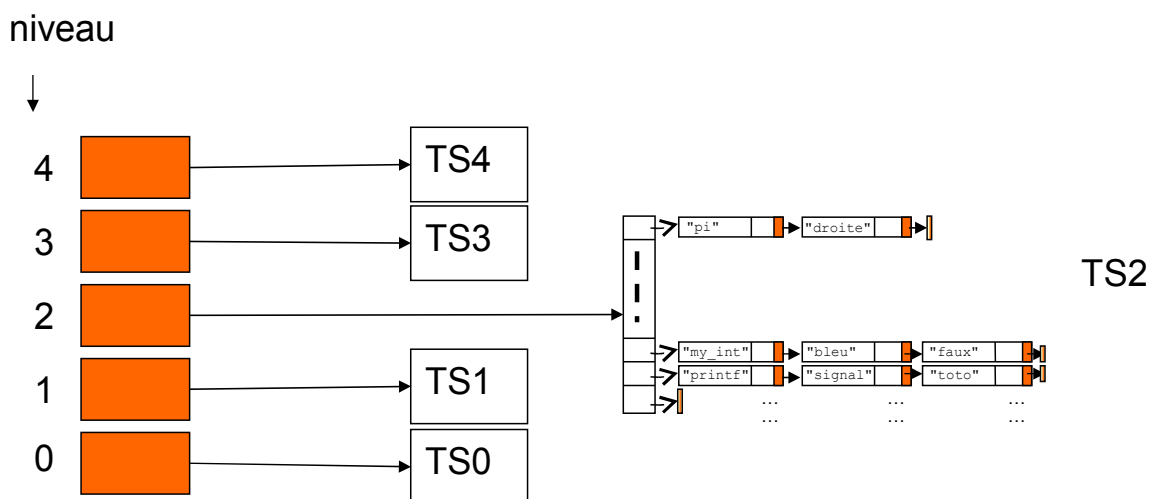 niveau
4 TS4
3 TS3
"pi" "droite"
TS2
2
"my_int" "bleu" "faux"
1 TS1
"printf" "signal" "toto"
… … …
… … …
0 TS0